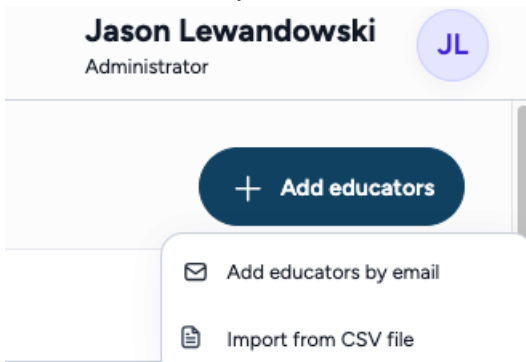 Jason Lewandowski
JL
Administrator
+ Add educators
Add educators by email
Import from CSV file